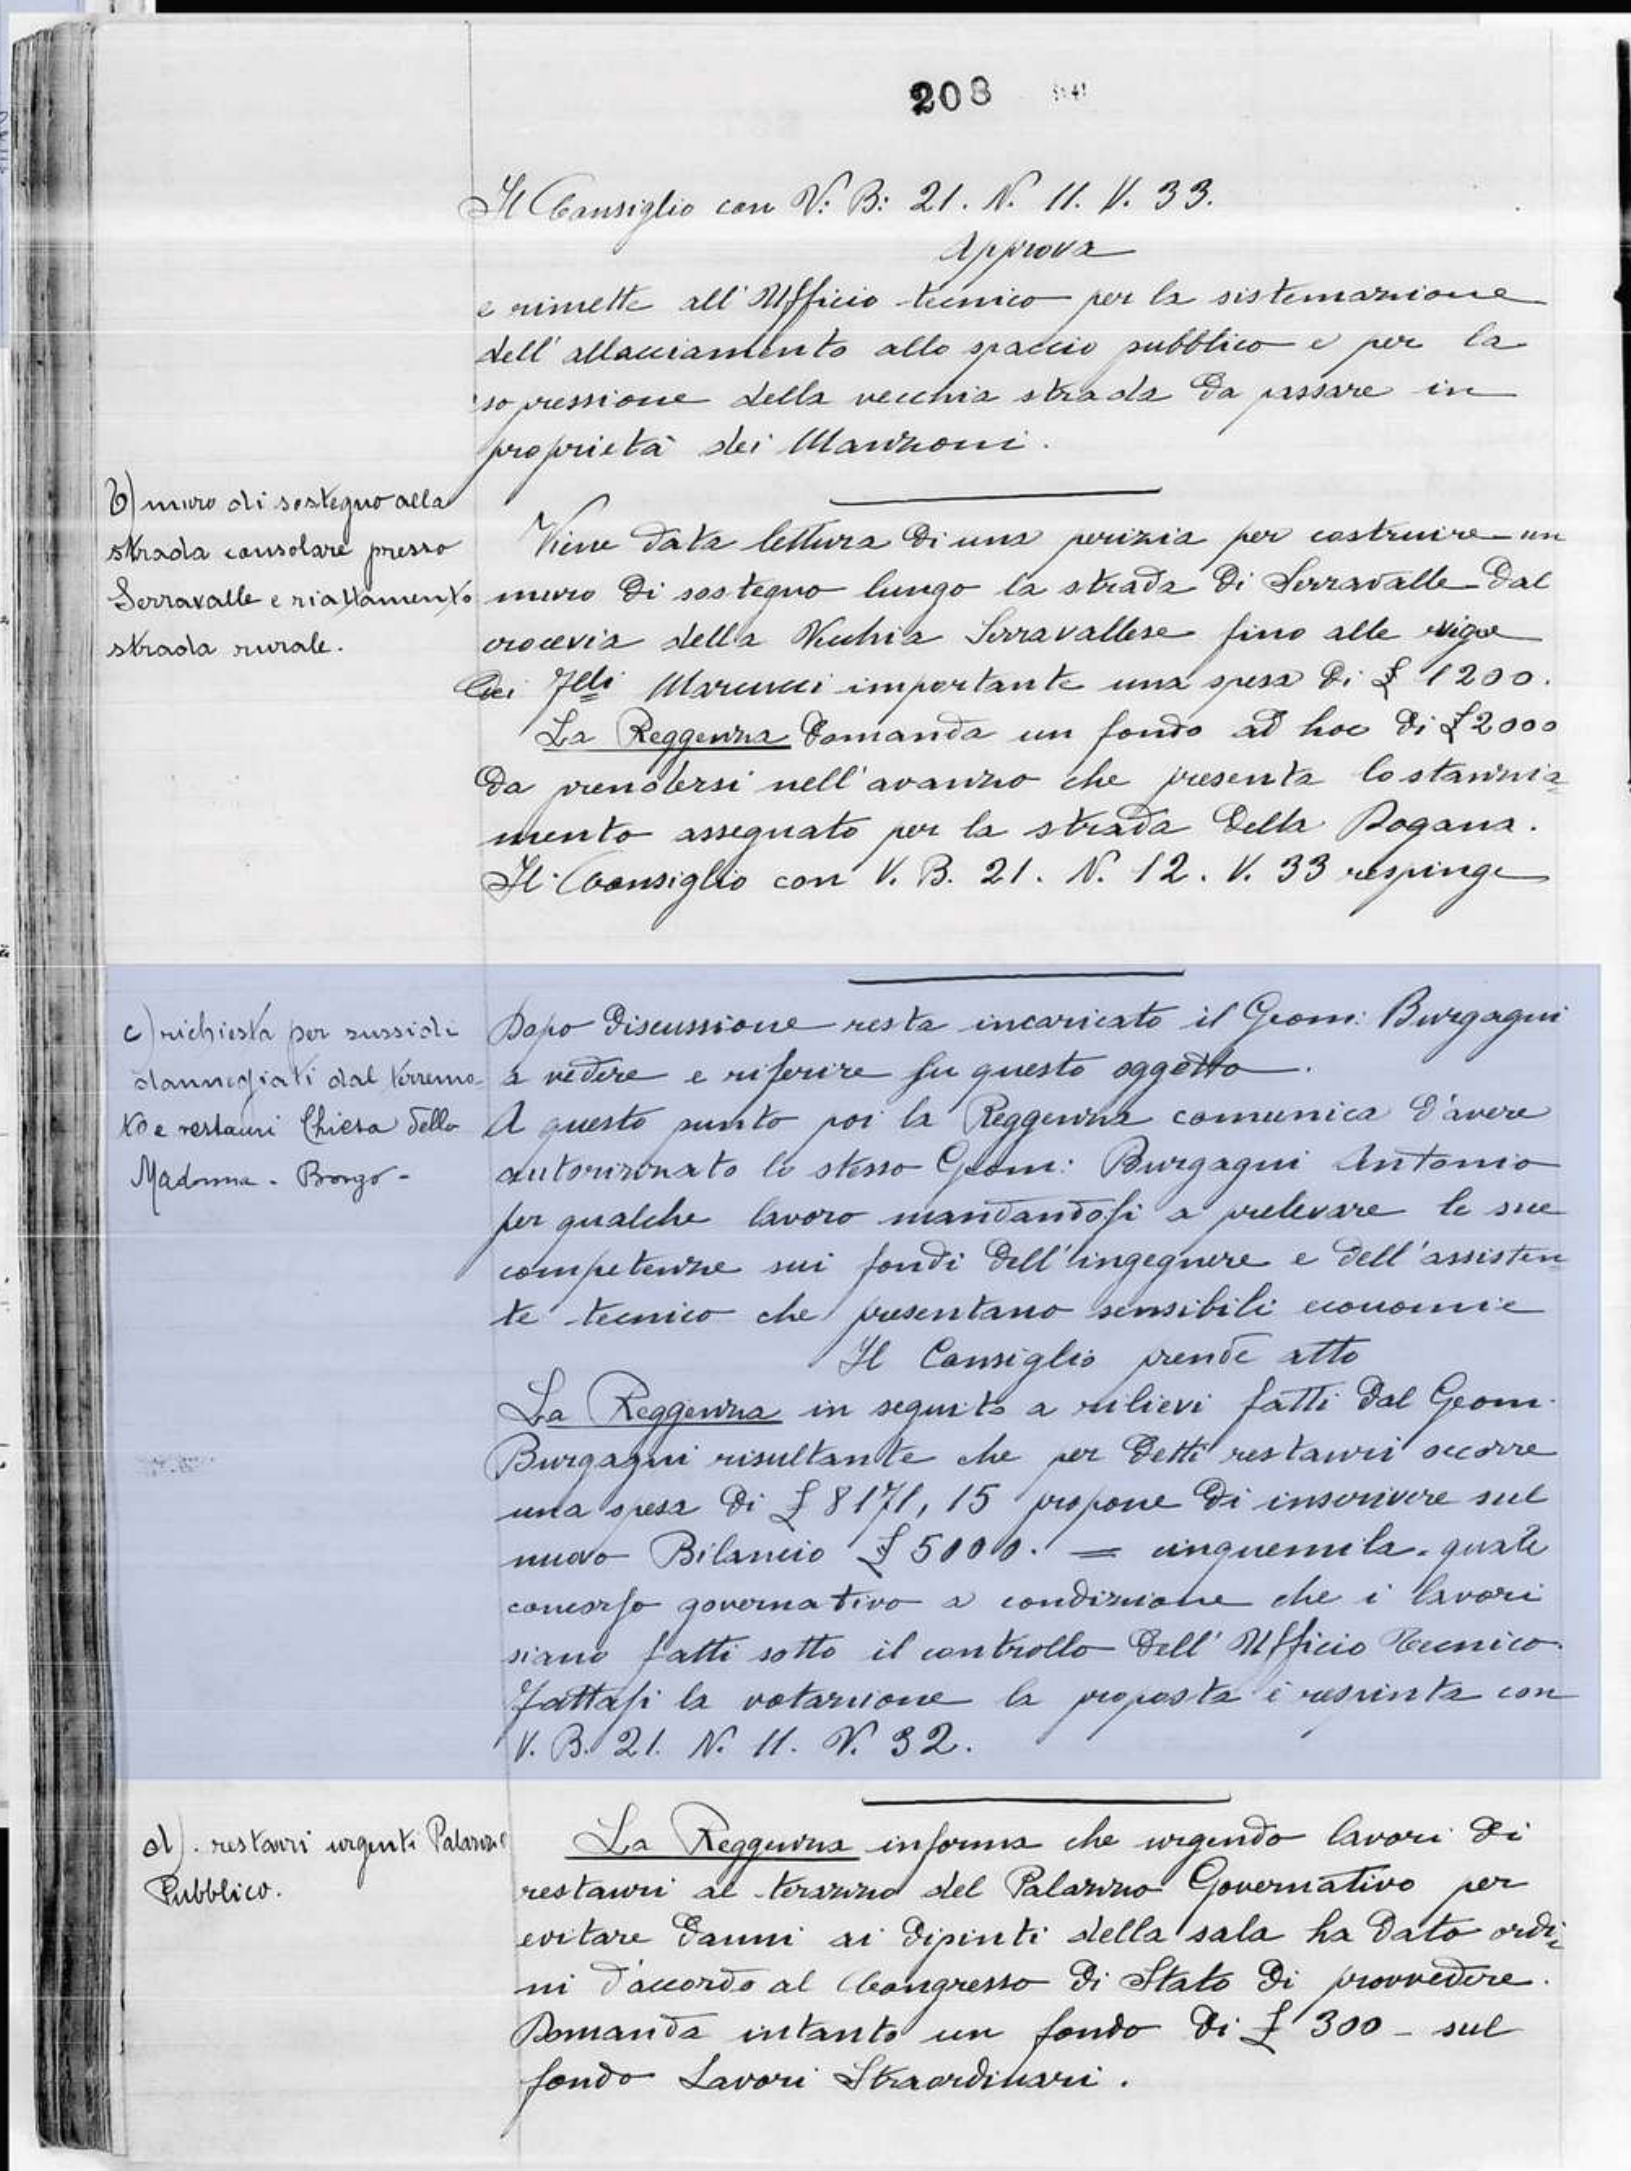 208
Il Consiglio con V: B: 21. N. 11. V. 33.
Approva
e rimette all'Ufficio tecnico per la sistemazione
dell'allacciamento allo spaccio pubblico e per la
sopressione della vecchia strada da passare in
proprietà dei Manzoni.
b) muro di sostegno alla
strada consolare presso
Serravalle e riattamento
strada rurale.
Viene data lettura di una perizia per costruire un
muro di sostegno lungo la strada di Serravalle dal
crocevia della Vecchia Serravallese fino alle vigne
dei Flli Marcucci importante una spesa di £ 1200.
La Reggenza domanda un fondo ad hoc di £ 2000
da prendersi nell'avanzo che presenta lo stanzia=
mento assegnato per la strada della Dogana.
Il Consiglio con V. B. 21. N. 12. V. 33 respinge
c) richiesta per sussidi
dannegiati dal terremo-
to e restauri Chiesa della
Madonna - Borgo -
Dopo discussione resta incaricato il Geom: Burgagni
a vedere e riferire su questo oggetto.
A questo punto poi la Reggenza comunica d'avere
autorizzato lo stesso Geom: Burgagni Antonio
per qualche lavoro mandandosi a prelevare le sue
competenze sui fondi dell'ingegnere e dell'assisten
te tecnico che presentano sensibili economie
Il Consiglio prende atto
La Reggenza in seguito a rilievi fatti dal Geom.
Burgagni risultante che per detti restauri occorre
una spesa di £ 8171,15 propone di inscrivere sul
nuovo Bilancio £ 5000. = cinquemila - quale
concorso governativo a condizione che i lavori
siano fatti sotto il controllo dell'Ufficio Tecnico.
Fattasi la votazione la proposta è respinta con
V. B. 21. N. 11. V. 32.
d). restauri urgenti Palazzo
Pubblico.
La Reggenza informa che urgendo lavori di
restauri al terrazzo del Palazzo Governativo per
evitare danni ai dipinti della sala ha dato ordi=
ni d'accordo al Congresso di Stato di provvedere.
Domanda intanto un fondo di £ 300 - sul
fondo Lavori Straordinari.